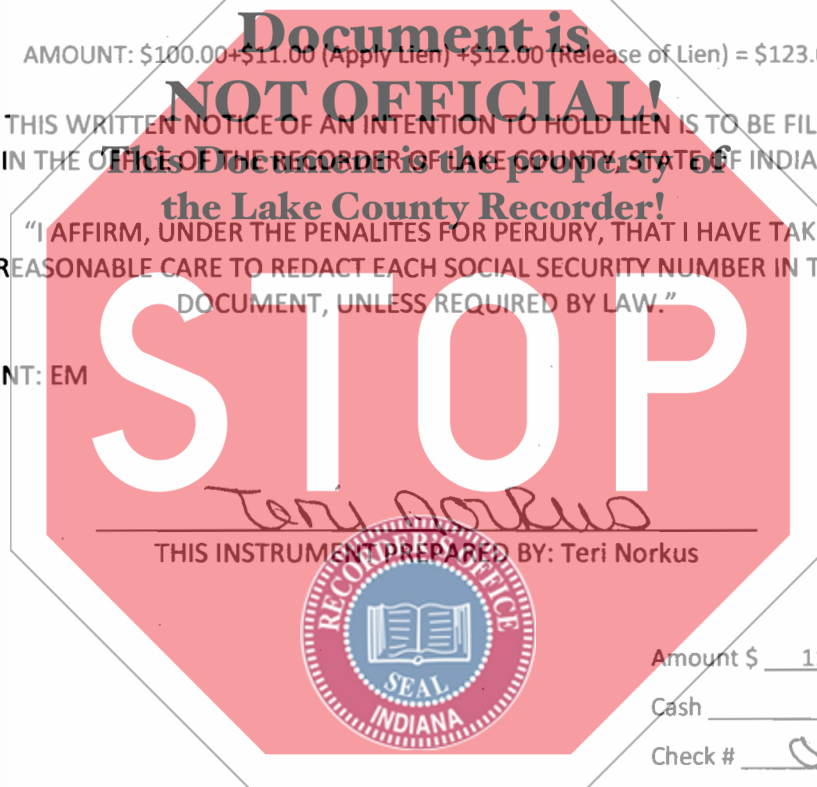 Document is
AMOUNT: $100.00+$11.00 (Apply Lien) +$12.00 (Release of Lien) = $123.
NOT OFFICIAL!
THIS WRITTEN NOTICE OF AN INTENTION TO HOLD LIEN IS TO BE FIL
IN THE OFFICE OF THE RECORDER OF LAKE COUNTY, STATE OF INDIA
This Document is the property of
the Lake County Recorder!
“I AFFIRM, UNDER THE PENALITES FOR PERJURY, THAT I HAVE TAK
REASONABLE CARE TO REDACT EACH SOCIAL SECURITY NUMBER IN T
DOCUMENT, UNLESS REQUIRED BY LAW.”
STOP
NT: EM
Teri Norkus
THIS INSTRUMENT PREPARED BY: Teri Norkus
RECORDER'S OFFICE
SEAL
INDIANA
Amount $ 1
Cash
Check #